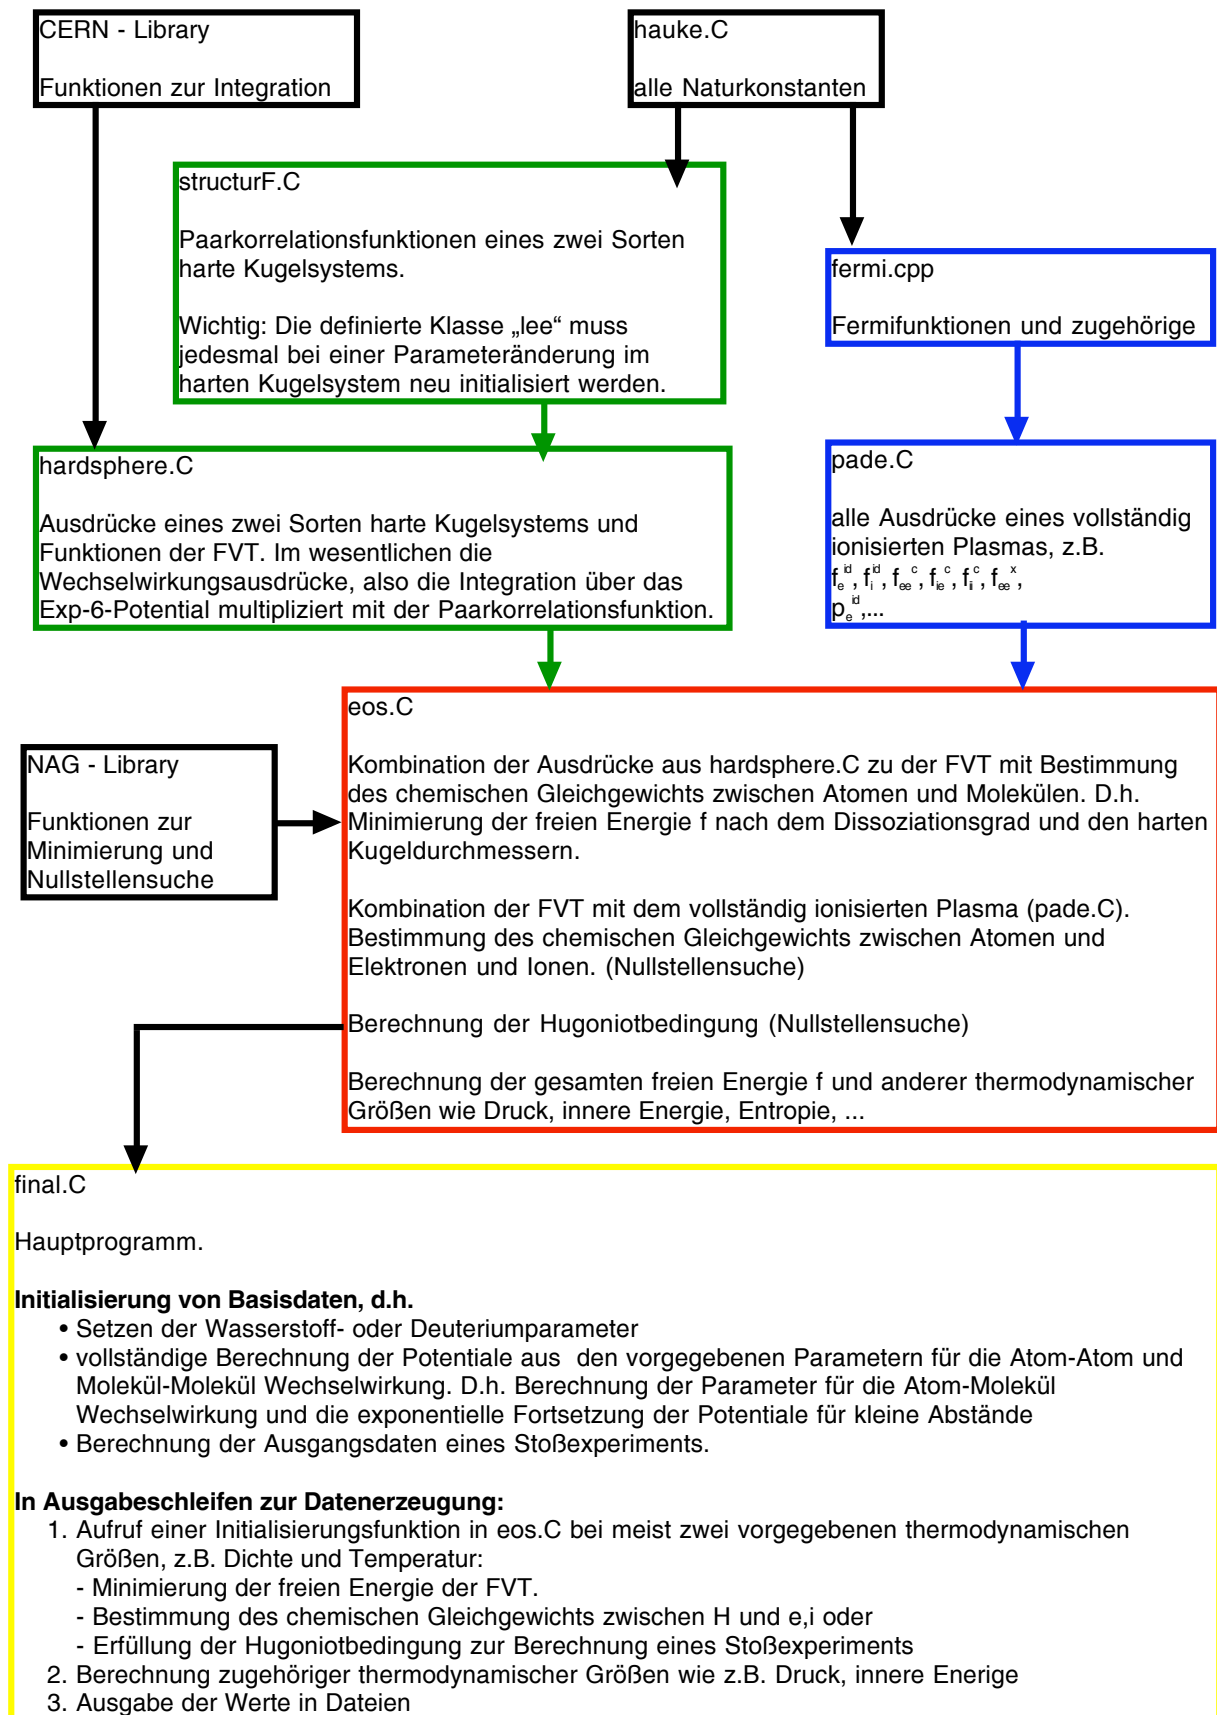 CERN - Library
Funktionen zur Integration
hauke.C
alle Naturkonstanten
structurF.C
Paarkorrelationsfunktionen eines zwei Sorten
harte Kugelsystems.
Wichtig: Die definierte Klasse „lee“ muss
jedesmal bei einer Parameteränderung im
harten Kugelsystem neu initialisiert werden.
fermi.cpp
Fermifunktionen und zugehörige
hardsphere.C
Ausdrücke eines zwei Sorten harte Kugelsystems und
Funktionen der FVT. Im wesentlichen die
Wechselwirkungsausdrücke, also die Integration über das
Exp-6-Potential multipliziert mit der Paarkorrelationsfunktion.
pade.C
alle Ausdrücke eines vollständig
ionisierten Plasmas, z.B.
f_e^id, f_i^id, f_ee^c, f_ie^c, f_ii^c, f_ee^x,
p_e^id,...
eos.C
Kombination der Ausdrücke aus hardsphere.C zu der FVT mit Bestimmung
des chemischen Gleichgewichts zwischen Atomen und Molekülen. D.h.
Minimierung der freien Energie f nach dem Dissoziationsgrad und den harten
Kugeldurchmessern.
Kombination der FVT mit dem vollständig ionisierten Plasma (pade.C).
Bestimmung des chemischen Gleichgewichts zwischen Atomen und
Elektronen und Ionen. (Nullstellensuche)
Berechnung der Hugoniotbedingung (Nullstellensuche)
Berechnung der gesamten freien Energie f und anderer thermodynamischer
Größen wie Druck, innere Energie, Entropie, ...
NAG - Library
Funktionen zur
Minimierung und
Nullstellensuche
final.C
Hauptprogramm.
Initialisierung von Basisdaten, d.h.
• Setzen der Wasserstoff- oder Deuteriumparameter
• vollständige Berechnung der Potentiale aus den vorgegebenen Parametern für die Atom-Atom und
Molekül-Molekül Wechselwirkung. D.h. Berechnung der Parameter für die Atom-Molekül
Wechselwirkung und die exponentielle Fortsetzung der Potentiale für kleine Abstände
• Berechnung der Ausgangsdaten eines Stoßexperiments.
In Ausgabeschleifen zur Datenerzeugung:
1. Aufruf einer Initialisierungsfunktion in eos.C bei meist zwei vorgegebenen thermodynamischen
Größen, z.B. Dichte und Temperatur:
- Minimierung der freien Energie der FVT.
- Bestimmung des chemischen Gleichgewichts zwischen H und e,i oder
- Erfüllung der Hugoniotbedingung zur Berechnung eines Stoßexperiments
2. Berechnung zugehöriger thermodynamischer Größen wie z.B. Druck, innere Enerige
3. Ausgabe der Werte in Dateien